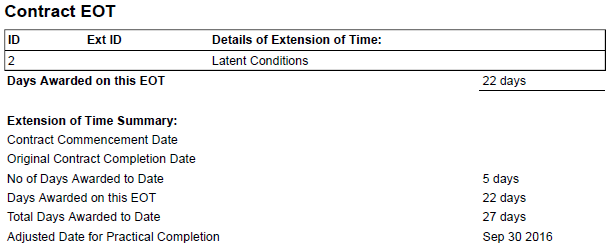 Contract EOT
ID Ext ID Details of Extension of Time:
2 Latent Conditions
Days Awarded on this EOT 22 days
Extension of Time Summary:
Contract Commencement Date
Original Contract Completion Date
No of Days Awarded to Date 5 days
Days Awarded on this EOT 22 days
Total Days Awarded to Date 27 days
Adjusted Date for Practical Completion Sep 30 2016